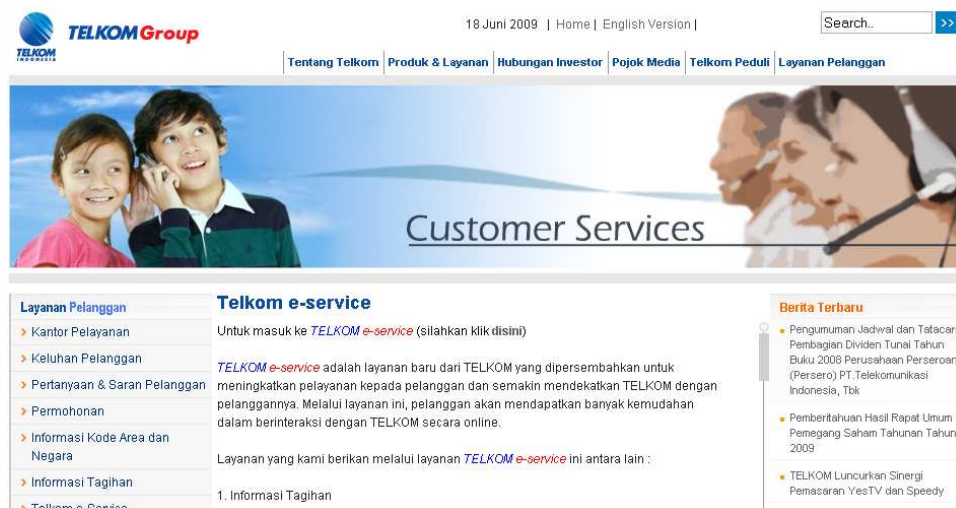 TELKOM Group
TELKOM
INDONESIA
18 Juni 2009 | Home | English Version |
Search..
>>
Tentang Telkom | Produk & Layanan | Hubungan Investor | Pojok Media | Telkom Peduli | Layanan Pelanggan
Customer Services
Layanan Pelanggan
> Kantor Pelayanan
> Keluhan Pelanggan
> Pertanyaan & Saran Pelanggan
> Permohonan
> Informasi Kode Area dan
Negara
> Informasi Tagihan
> Telkom e-Service
Telkom e-service
Untuk masuk ke TELKOM e-service (silahkan klik disini)
TELKOM e-service adalah layanan baru dari TELKOM yang dipersembahkan untuk
meningkatkan pelayanan kepada pelanggan dan semakin mendekatkan TELKOM dengan
pelanggannya. Melalui layanan ini, pelanggan akan mendapatkan banyak kemudahan
dalam berinteraksi dengan TELKOM secara online.
Layanan yang kami berikan melalui layanan TELKOM e-service ini antara lain :
1. Informasi Tagihan
Berita Terbaru
Pengumuman Jadwal dan Tatacara
Pembagian Dividen Tunai Tahun
Buku 2008 Perusahaan Perseroan
(Persero) PT.Telekomunikasi
Indonesia, Tbk
Pemberitahuan Hasil Rapat Umum
Pemegang Saham Tahunan Tahun
2009
TELKOM Luncurkan Sinergi
Pemasaran YesTV dan Speedy